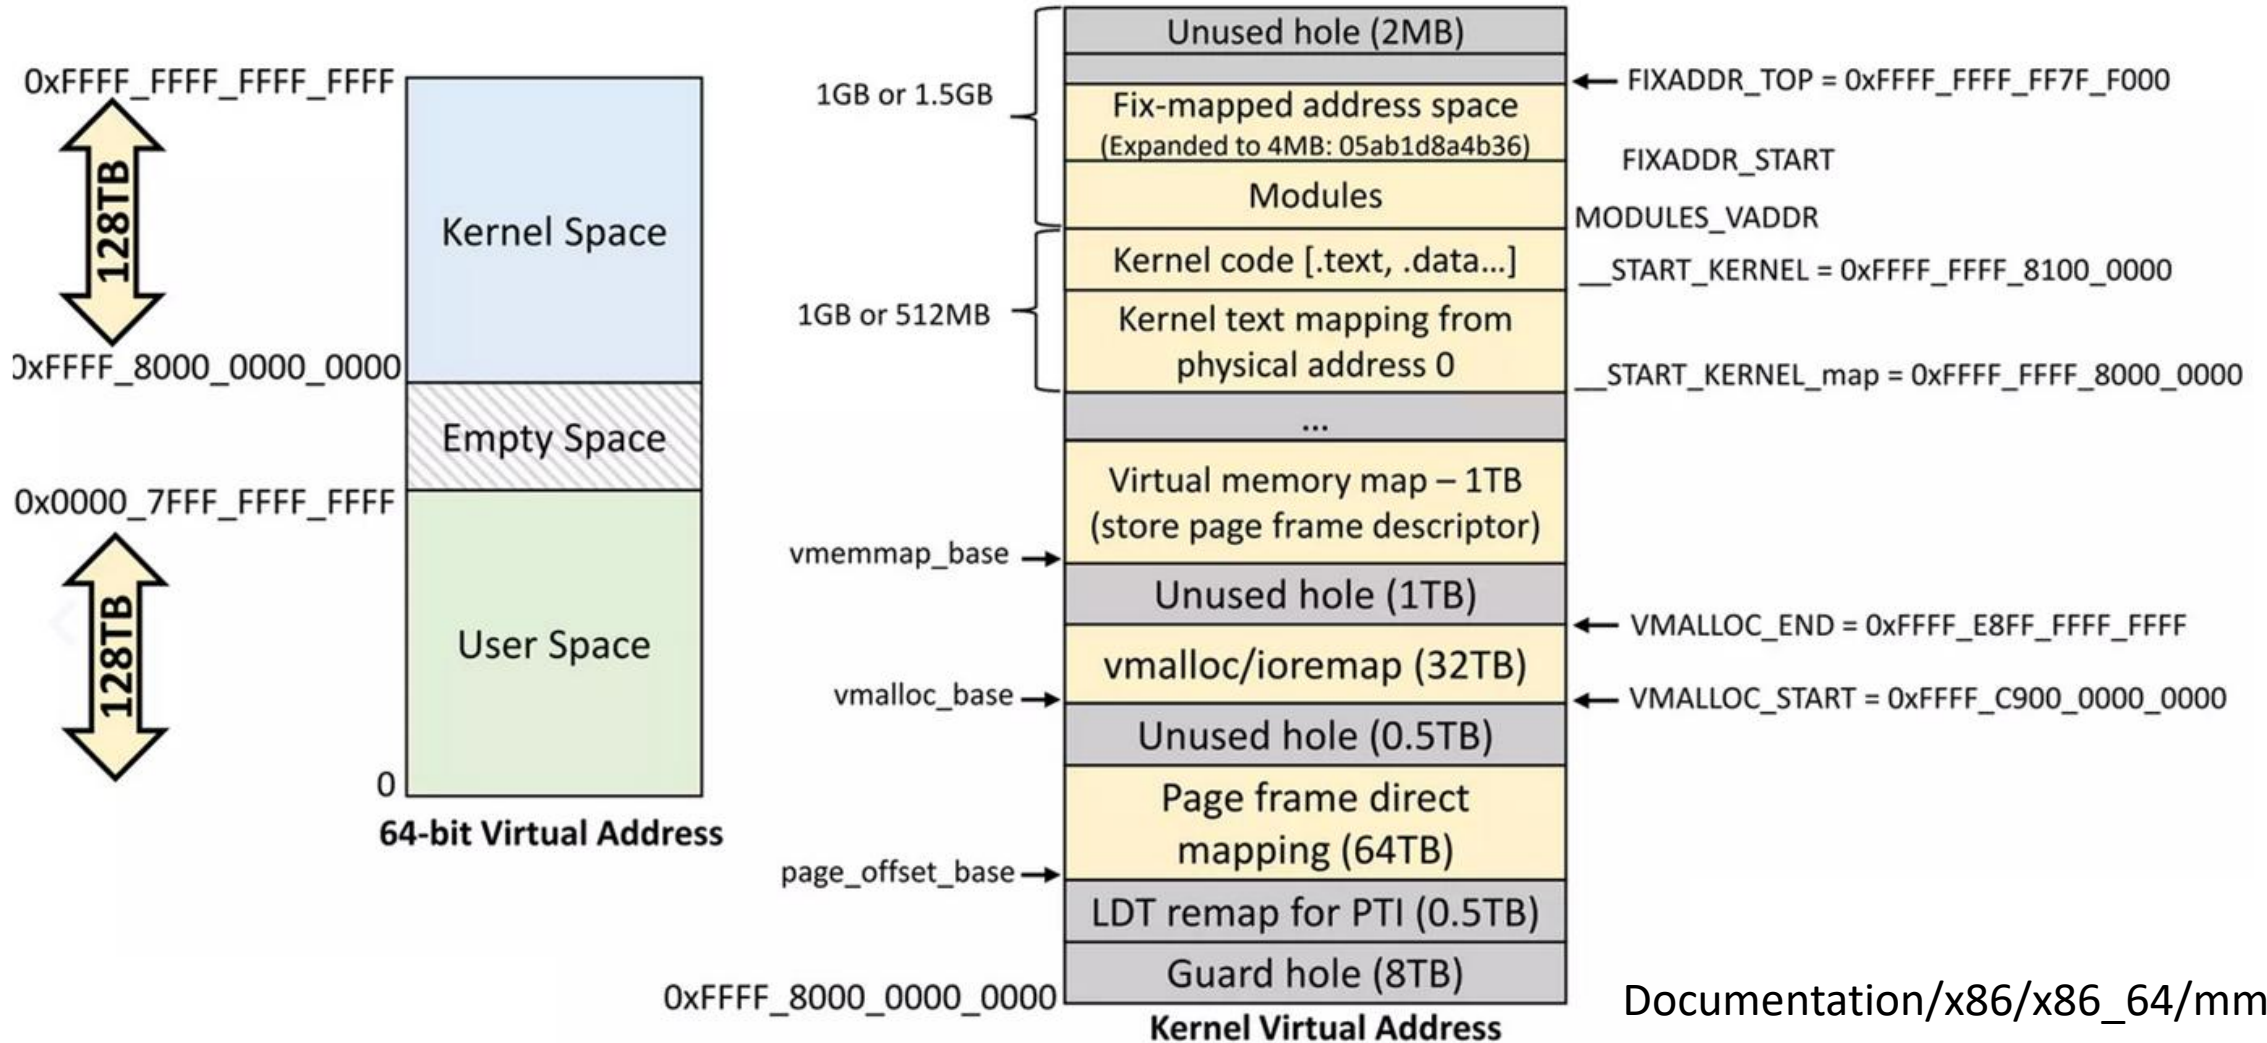 0xFFFF_FFFF_FFFF_FFFF
128TB
Kernel Space
0xFFFF_8000_0000_0000
Empty Space
0x0000_7FFF_FFFF_FFFF
128TB
User Space
0
64-bit Virtual Address
Unused hole (2MB)
1GB or 1.5GB
FIXADDR_TOP = 0xFFFF_FFFF_FF7F_F000
Fix-mapped address space
(Expanded to 4MB: 05ab1d8a4b36)
FIXADDR_START
Modules
MODULES_VADDR
Kernel code [.text, .data…]
__START_KERNEL = 0xFFFF_FFFF_8100_0000
1GB or 512MB
Kernel text mapping from
physical address 0
__START_KERNEL_map = 0xFFFF_FFFF_8000_0000
...
Virtual memory map – 1TB
(store page frame descriptor)
vmemmap_base
Unused hole (1TB)
VMALLOC_END = 0xFFFF_E8FF_FFFF_FFFF
vmalloc/ioremap (32TB)
vmalloc_base
VMALLOC_START = 0xFFFF_C900_0000_0000
Unused hole (0.5TB)
Page frame direct
mapping (64TB)
page_offset_base
LDT remap for PTI (0.5TB)
Guard hole (8TB)
0xFFFF_8000_0000_0000
Kernel Virtual Address
Documentation/x86/x86_64/mm